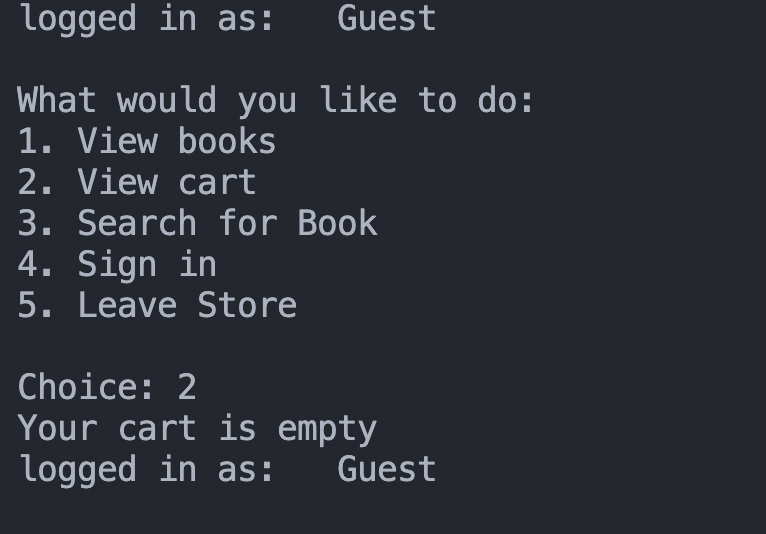 logged in as:   Guest
What would you like to do:
1. View books
2. View cart
3. Search for Book
4. Sign in
5. Leave Store
Choice: 2
Your cart is empty
logged in as:   Guest